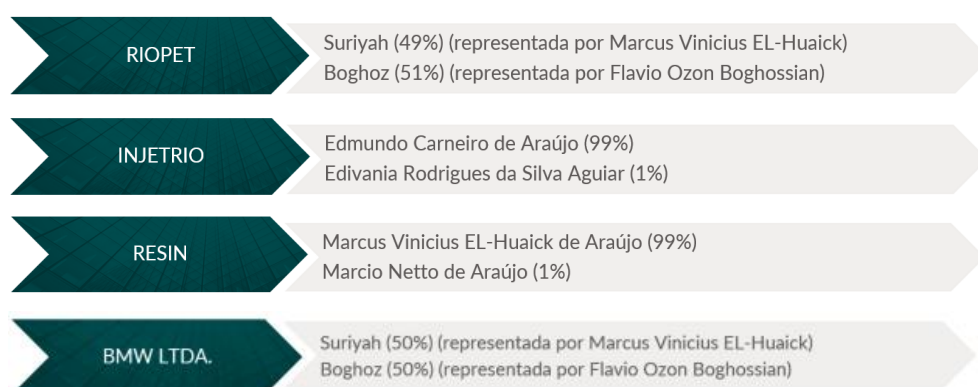 RIOPET
Suriyah (49%) (representada por Marcus Vinicius EL-Huaick)
Boghoz (51%) (representada por Flavio Ozon Boghossian)
INJETRIO
Edmundo Carneiro de Araújo (99%)
Edivania Rodrigues da Silva Aguiar (1%)
RESIN
Marcus Vinicius EL-Huaick de Araújo (99%)
Marcio Netto de Araújo (1%)
BMW LTDA.
Suriyah (50%) (representada por Marcus Vinicius EL-Huaick)
Boghoz (50%) (representada por Flavio Ozon Boghossian)